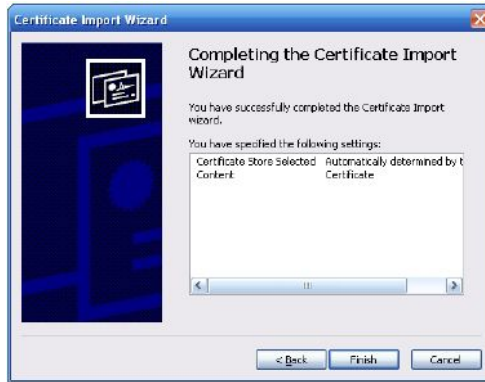 Certificate Import Wizard
Completing the Certificate Import
Wizard
You have successfully completed the Certificate Import
wizard.
You have specified the following settings:
Certificate Store Selected Automatically determined by t
Content Certificate
< Back Finish Cancel